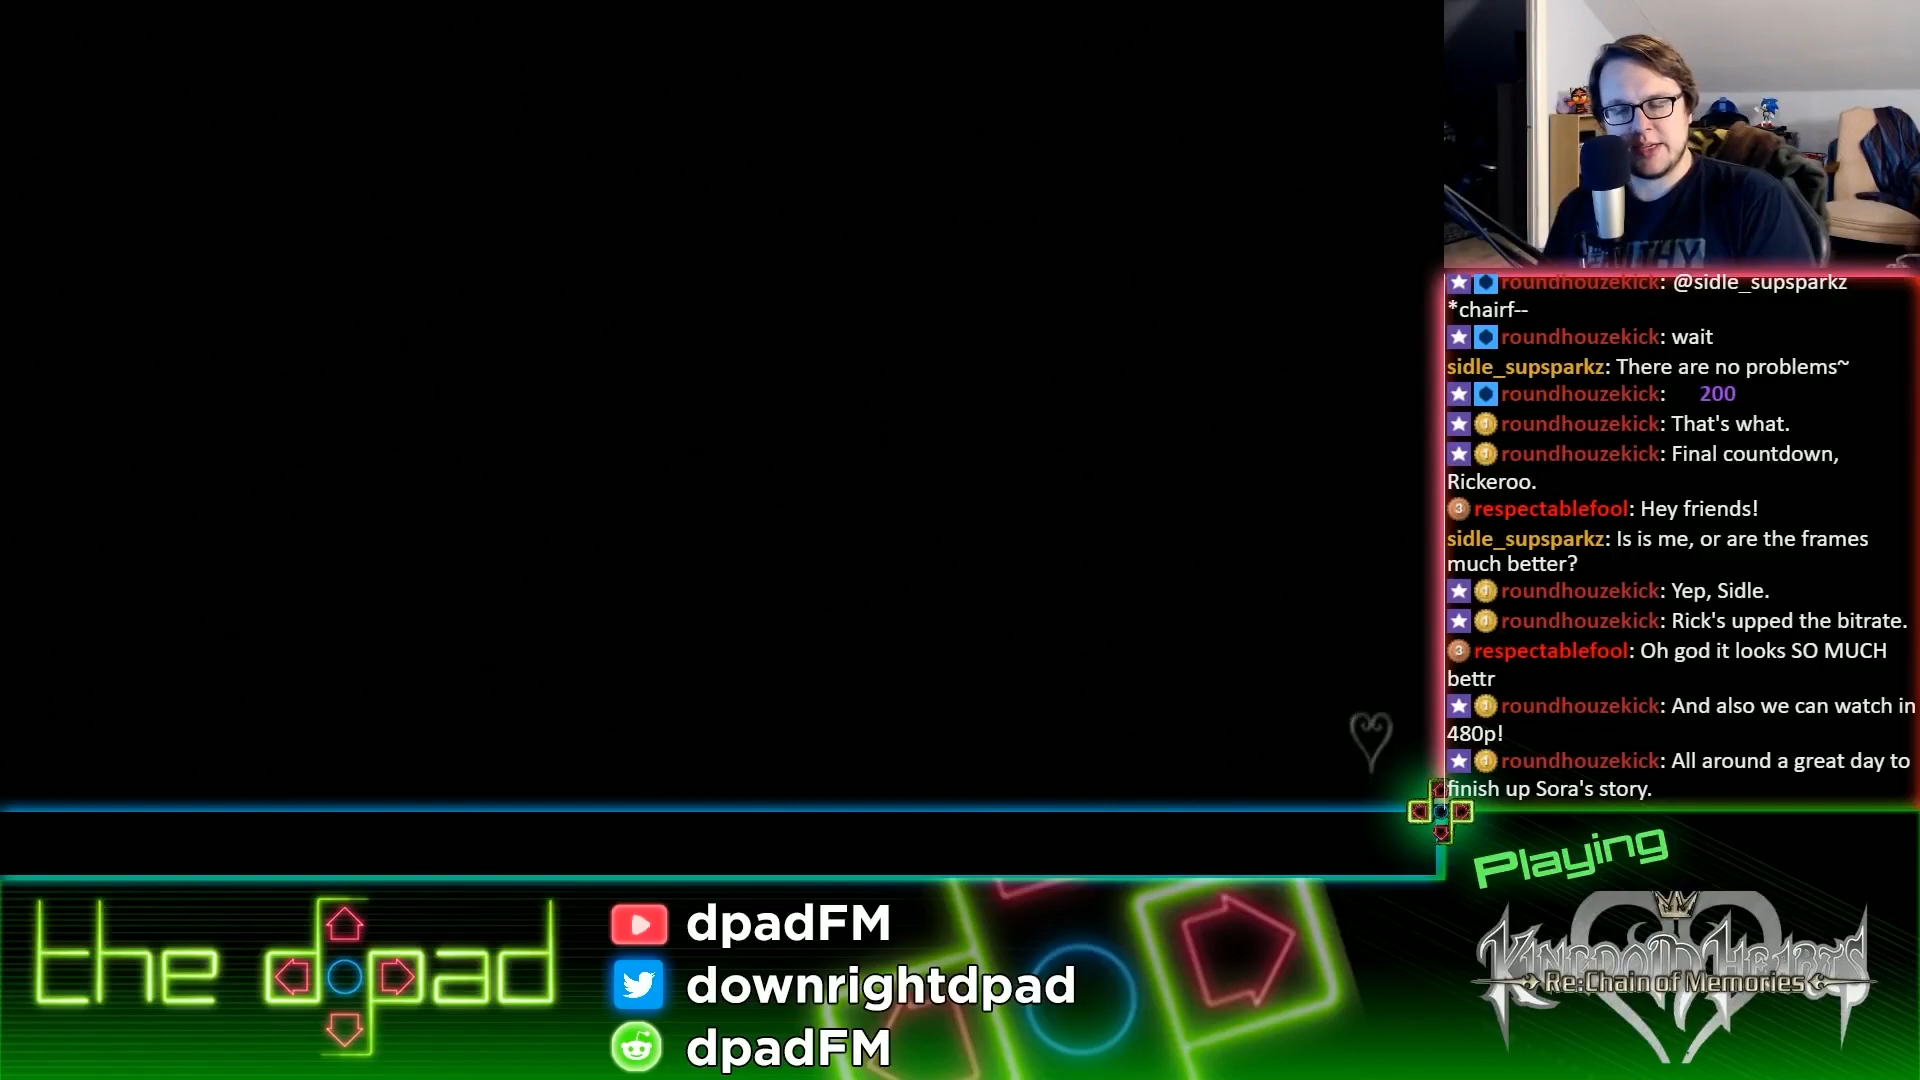 roundhouzekick: @sidle_supsparkz
*chairf--
roundhouzekick: wait
sidle_supsparkz: There are no problems~
roundhouzekick: 200
roundhouzekick: That's what.
roundhouzekick: Final countdown,
Rickeroo.
3 respectablefool: Hey friends!
sidle_supsparkz: Is is me, or are the frames
much better?
roundhouzekick: Yep, Sidle.
roundhouzekick: Rick's upped the bitrate.
3 respectablefool: Oh god it looks SO MUCH
bettr
roundhouzekick: And also we can watch in
480p!
roundhouzekick: All around a great day to
finish up Sora's story.
Playing
KINGDOM HEARTS
Re:Chain of Memories
the dpad
dpadFM
downrightdpad
dpadFM